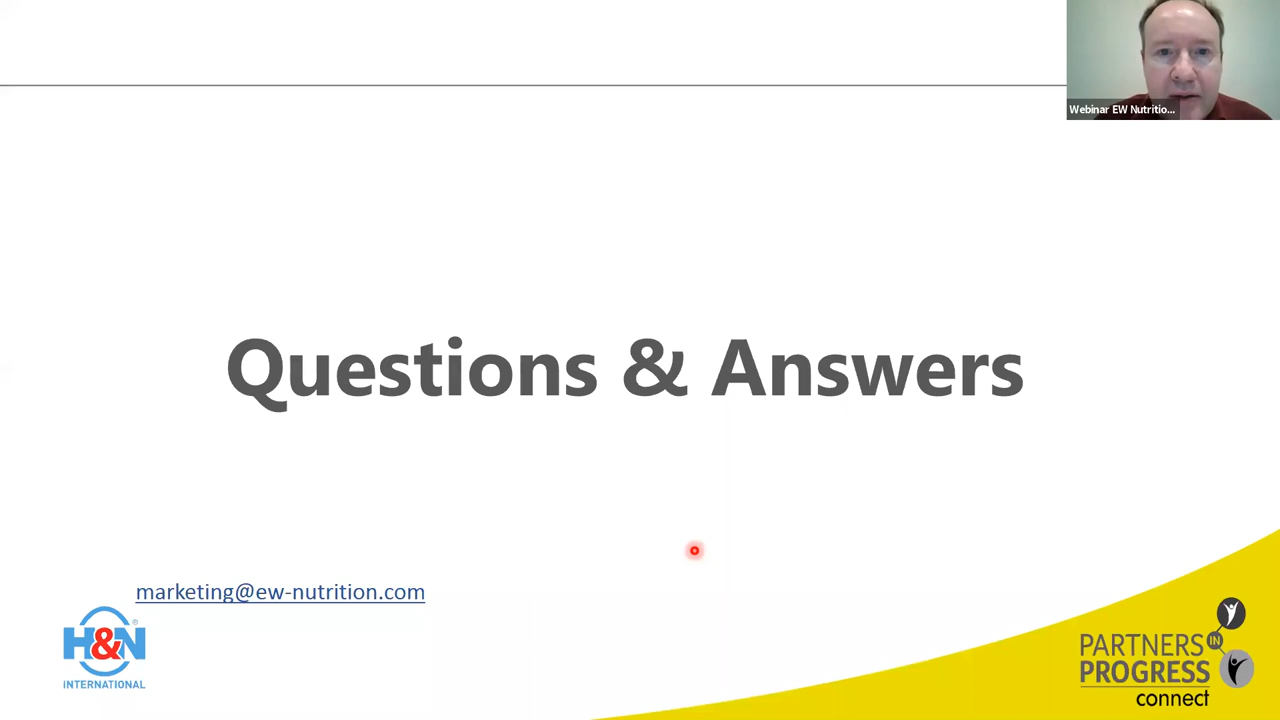 Webinar EW Nutritio...
Questions & Answers
marketing@ew-nutrition.com
H&N®
INTERNATIONAL
PARTNERS IN
PROGRESS
connect